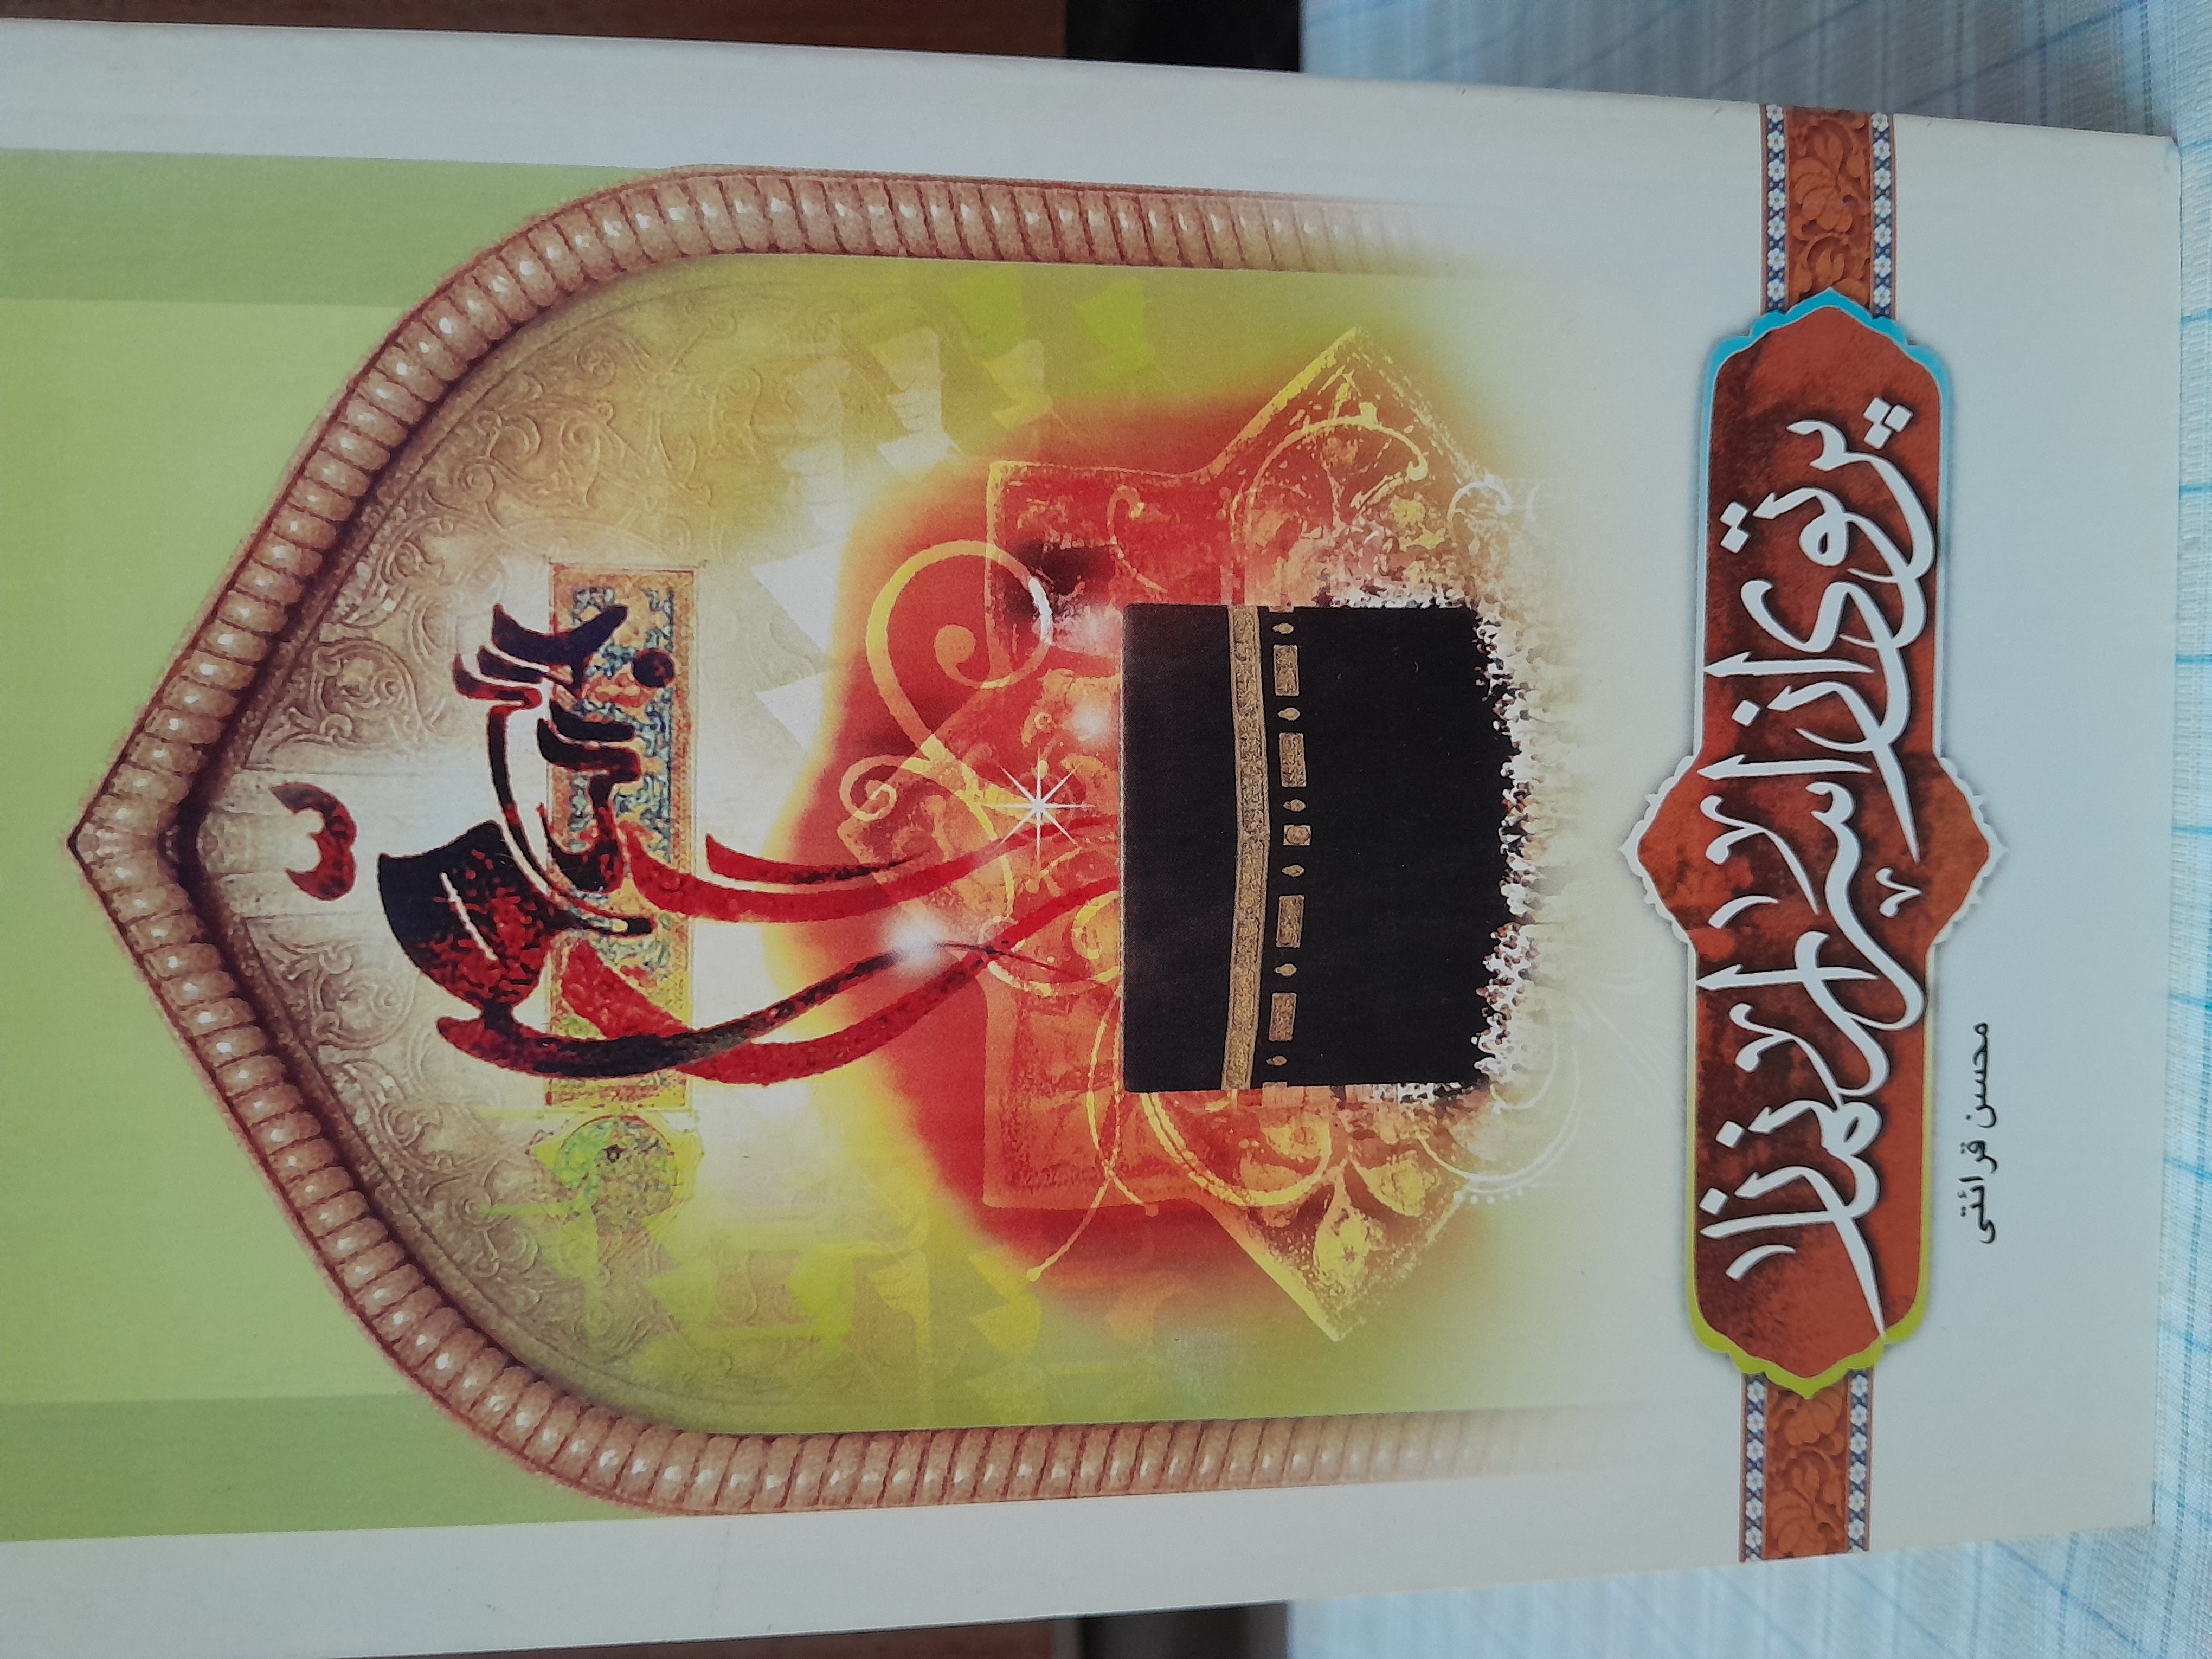 پرتوی از اسرار نماز
محسن قرائتی